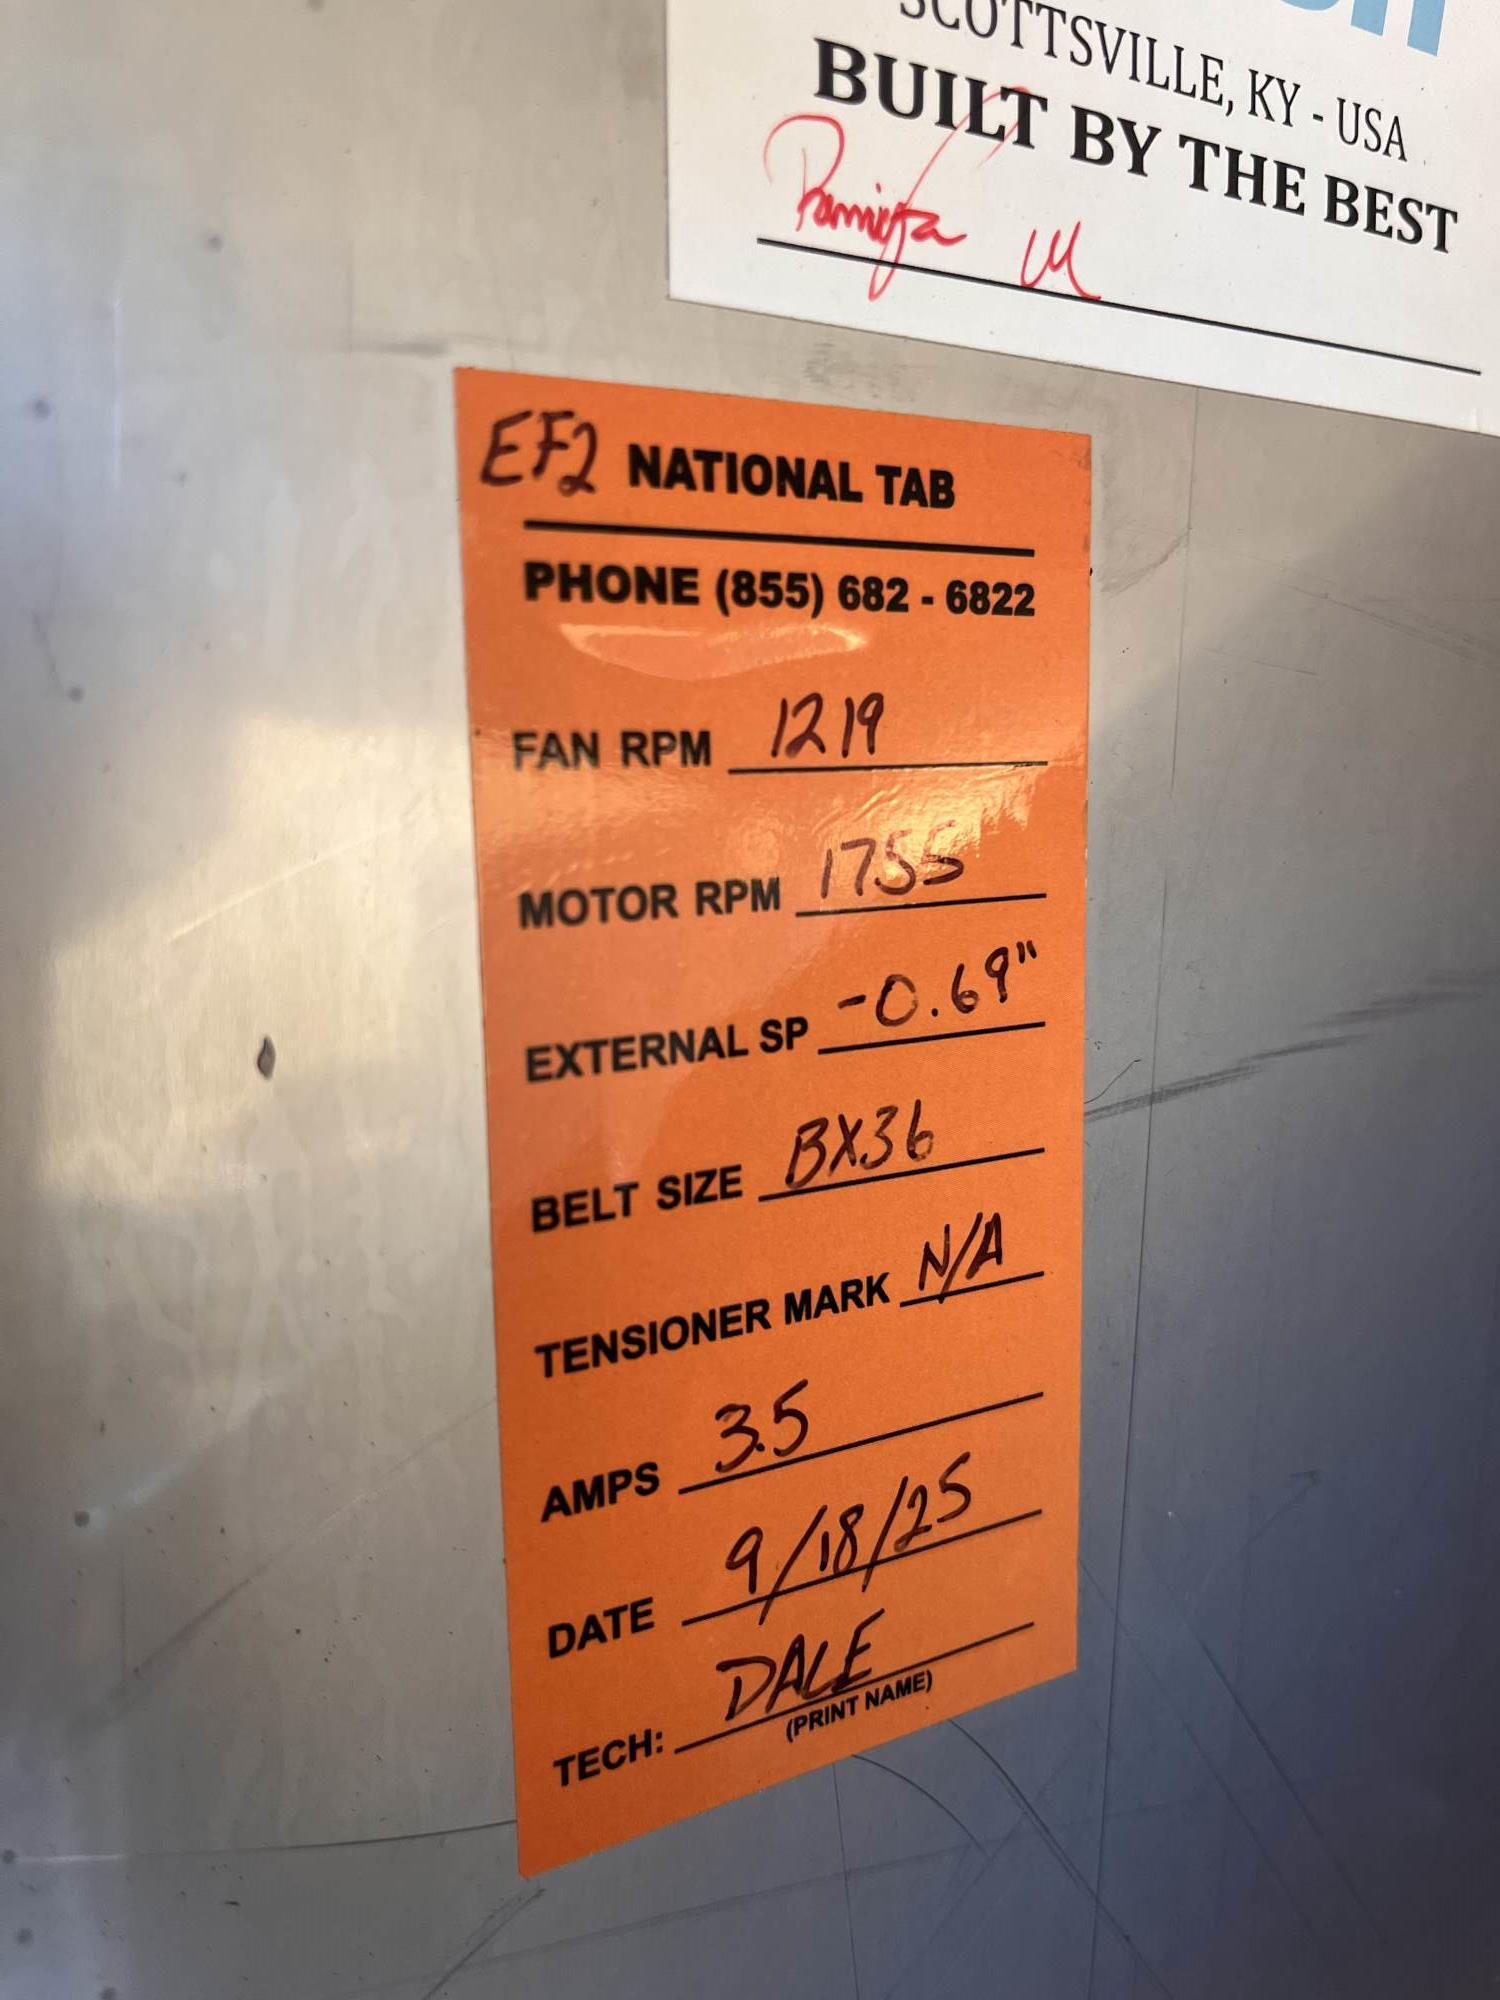 SCOTTSVILLE, KY - USA
BUILT BY THE BEST
EF2 NATIONAL TAB
PHONE (855) 682 - 6822
FAN RPM 1219
MOTOR RPM 1755
EXTERNAL SP -0.69"
BELT SIZE BX36
TENSIONER MARK N/A
AMPS 3.5
DATE 9/18/25
TECH: DALE
(PRINT NAME)